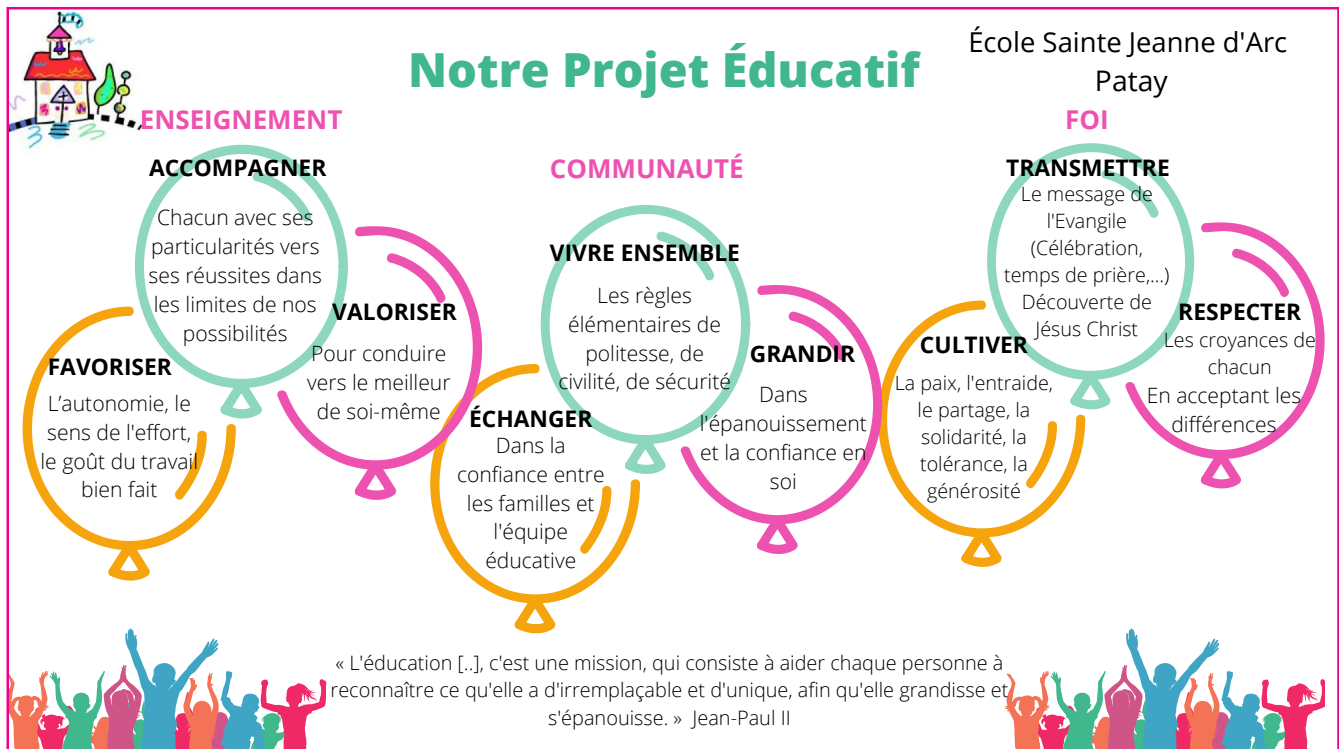 Notre Projet Éducatif
École Sainte Jeanne d'Arc
Patay
ENSEIGNEMENT
ACCOMPAGNER
Chacun avec ses
particularités vers
ses réussites dans
les limites de nos
possibilités
FAVORISER
L’autonomie, le
sens de l'effort,
le goût du travail
bien fait
VALORISER
Pour conduire
vers le meilleur
de soi-même
COMMUNAUTÉ
VIVRE ENSEMBLE
Les règles
élémentaires de
politesse, de
civilité, de sécurité
ÉCHANGER
Dans la
confiance entre
les familles et
l'équipe
éducative
GRANDIR
Dans
l'épanouissement
et la confiance en
soi
FOI
TRANSMETTRE
Le message de
l'Evangile
(Célébration,
temps de prière,...)
Découverte de
Jésus Christ
CULTIVER
La paix, l'entraide,
le partage, la
solidarité, la
tolérance, la
générosité
RESPECTER
Les croyances de
chacun
En acceptant les
différences
« L'éducation [..], c'est une mission, qui consiste à aider chaque personne à
reconnaître ce qu'elle a d'irremplaçable et d'unique, afin qu'elle grandisse et
s'épanouisse. » Jean-Paul II